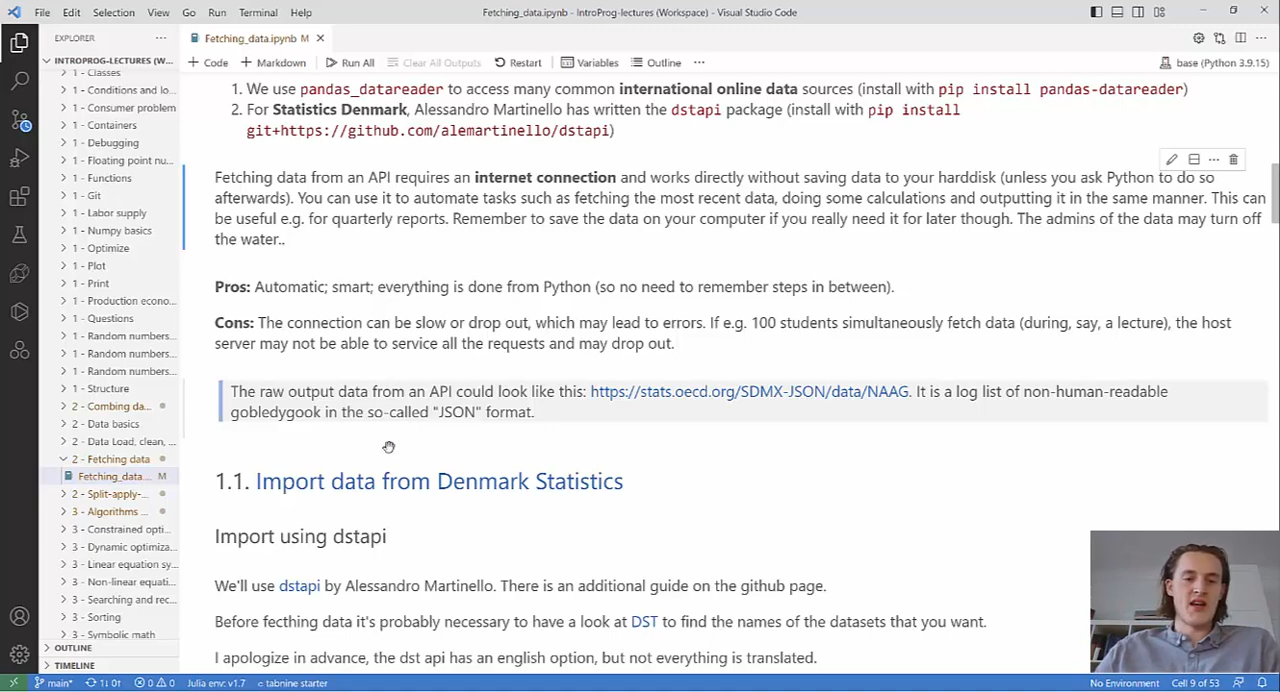 File Edit Selection View Go Run Terminal Help
Fetching_data.ipynb - IntroProg-lectures (Workspace) - Visual Studio Code
EXPLORER
Fetching_data.ipynb M
INTROPROG-LECTURES (W...
Code Markdown Run All Clear All Outputs Restart Variables Outline ... base (Python 3.9.15)
1 - Classes
1 - Conditions and lo...
1 - Consumer problem
1 - Containers
1 - Debugging
1 - Floating point nu...
1 - Functions
1 - Git
1 - Labor supply
1 - Numpy basics
1 - Optimize
1 - Plot
1 - Print
1 - Production econo...
1 - Questions
1 - Random numbers...
1 - Random numbers...
1 - Random numbers...
1 - Structure
2 - Combing da...
2 - Data basics
2 - Data Load, clean, ...
2 - Fetching data
Fetching_data... M
2 - Split-apply-...
3 - Algorithms ...
3 - Constrained opti...
3 - Dynamic optimiza...
3 - Linear equation sy...
3 - Non-linear equati...
3 - Searching and rec...
3 - Sorting
3 - Symbolic math
OUTLINE
TIMELINE
1. We use pandas_datareader to access many common international online data sources (install with pip install pandas-datareader)
2. For Statistics Denmark, Alessandro Martinello has written the dstapi package (install with pip install
git+https://github.com/alemartinello/dstapi)
Fetching data from an API requires an internet connection and works directly without saving data to your harddisk (unless you ask Python to do so
afterwards). You can use it to automate tasks such as fetching the most recent data, doing some calculations and outputting it in the same manner. This can
be useful e.g. for quarterly reports. Remember to save the data on your computer if you really need it for later though. The admins of the data may turn off
the water..
Pros: Automatic; smart; everything is done from Python (so no need to remember steps in between).
Cons: The connection can be slow or drop out, which may lead to errors. If e.g. 100 students simultaneously fetch data (during, say, a lecture), the host
server may not be able to service all the requests and may drop out.
The raw output data from an API could look like this: https://stats.oecd.org/SDMX-JSON/data/NAAG. It is a log list of non-human-readable
gobledygook in the so-called "JSON" format.
1.1. Import data from Denmark Statistics
Import using dstapi
We'll use dstapi by Alessandro Martinello. There is an additional guide on the github page.
Before fecthing data it's probably necessary to have a look at DST to find the names of the datasets that you want.
I apologize in advance, the dst api has an english option, but not everything is translated.
main* 1↓ 0↑ 0 0 Julia env: v1.7 tabnine starter No Environment Cell 9 of 53